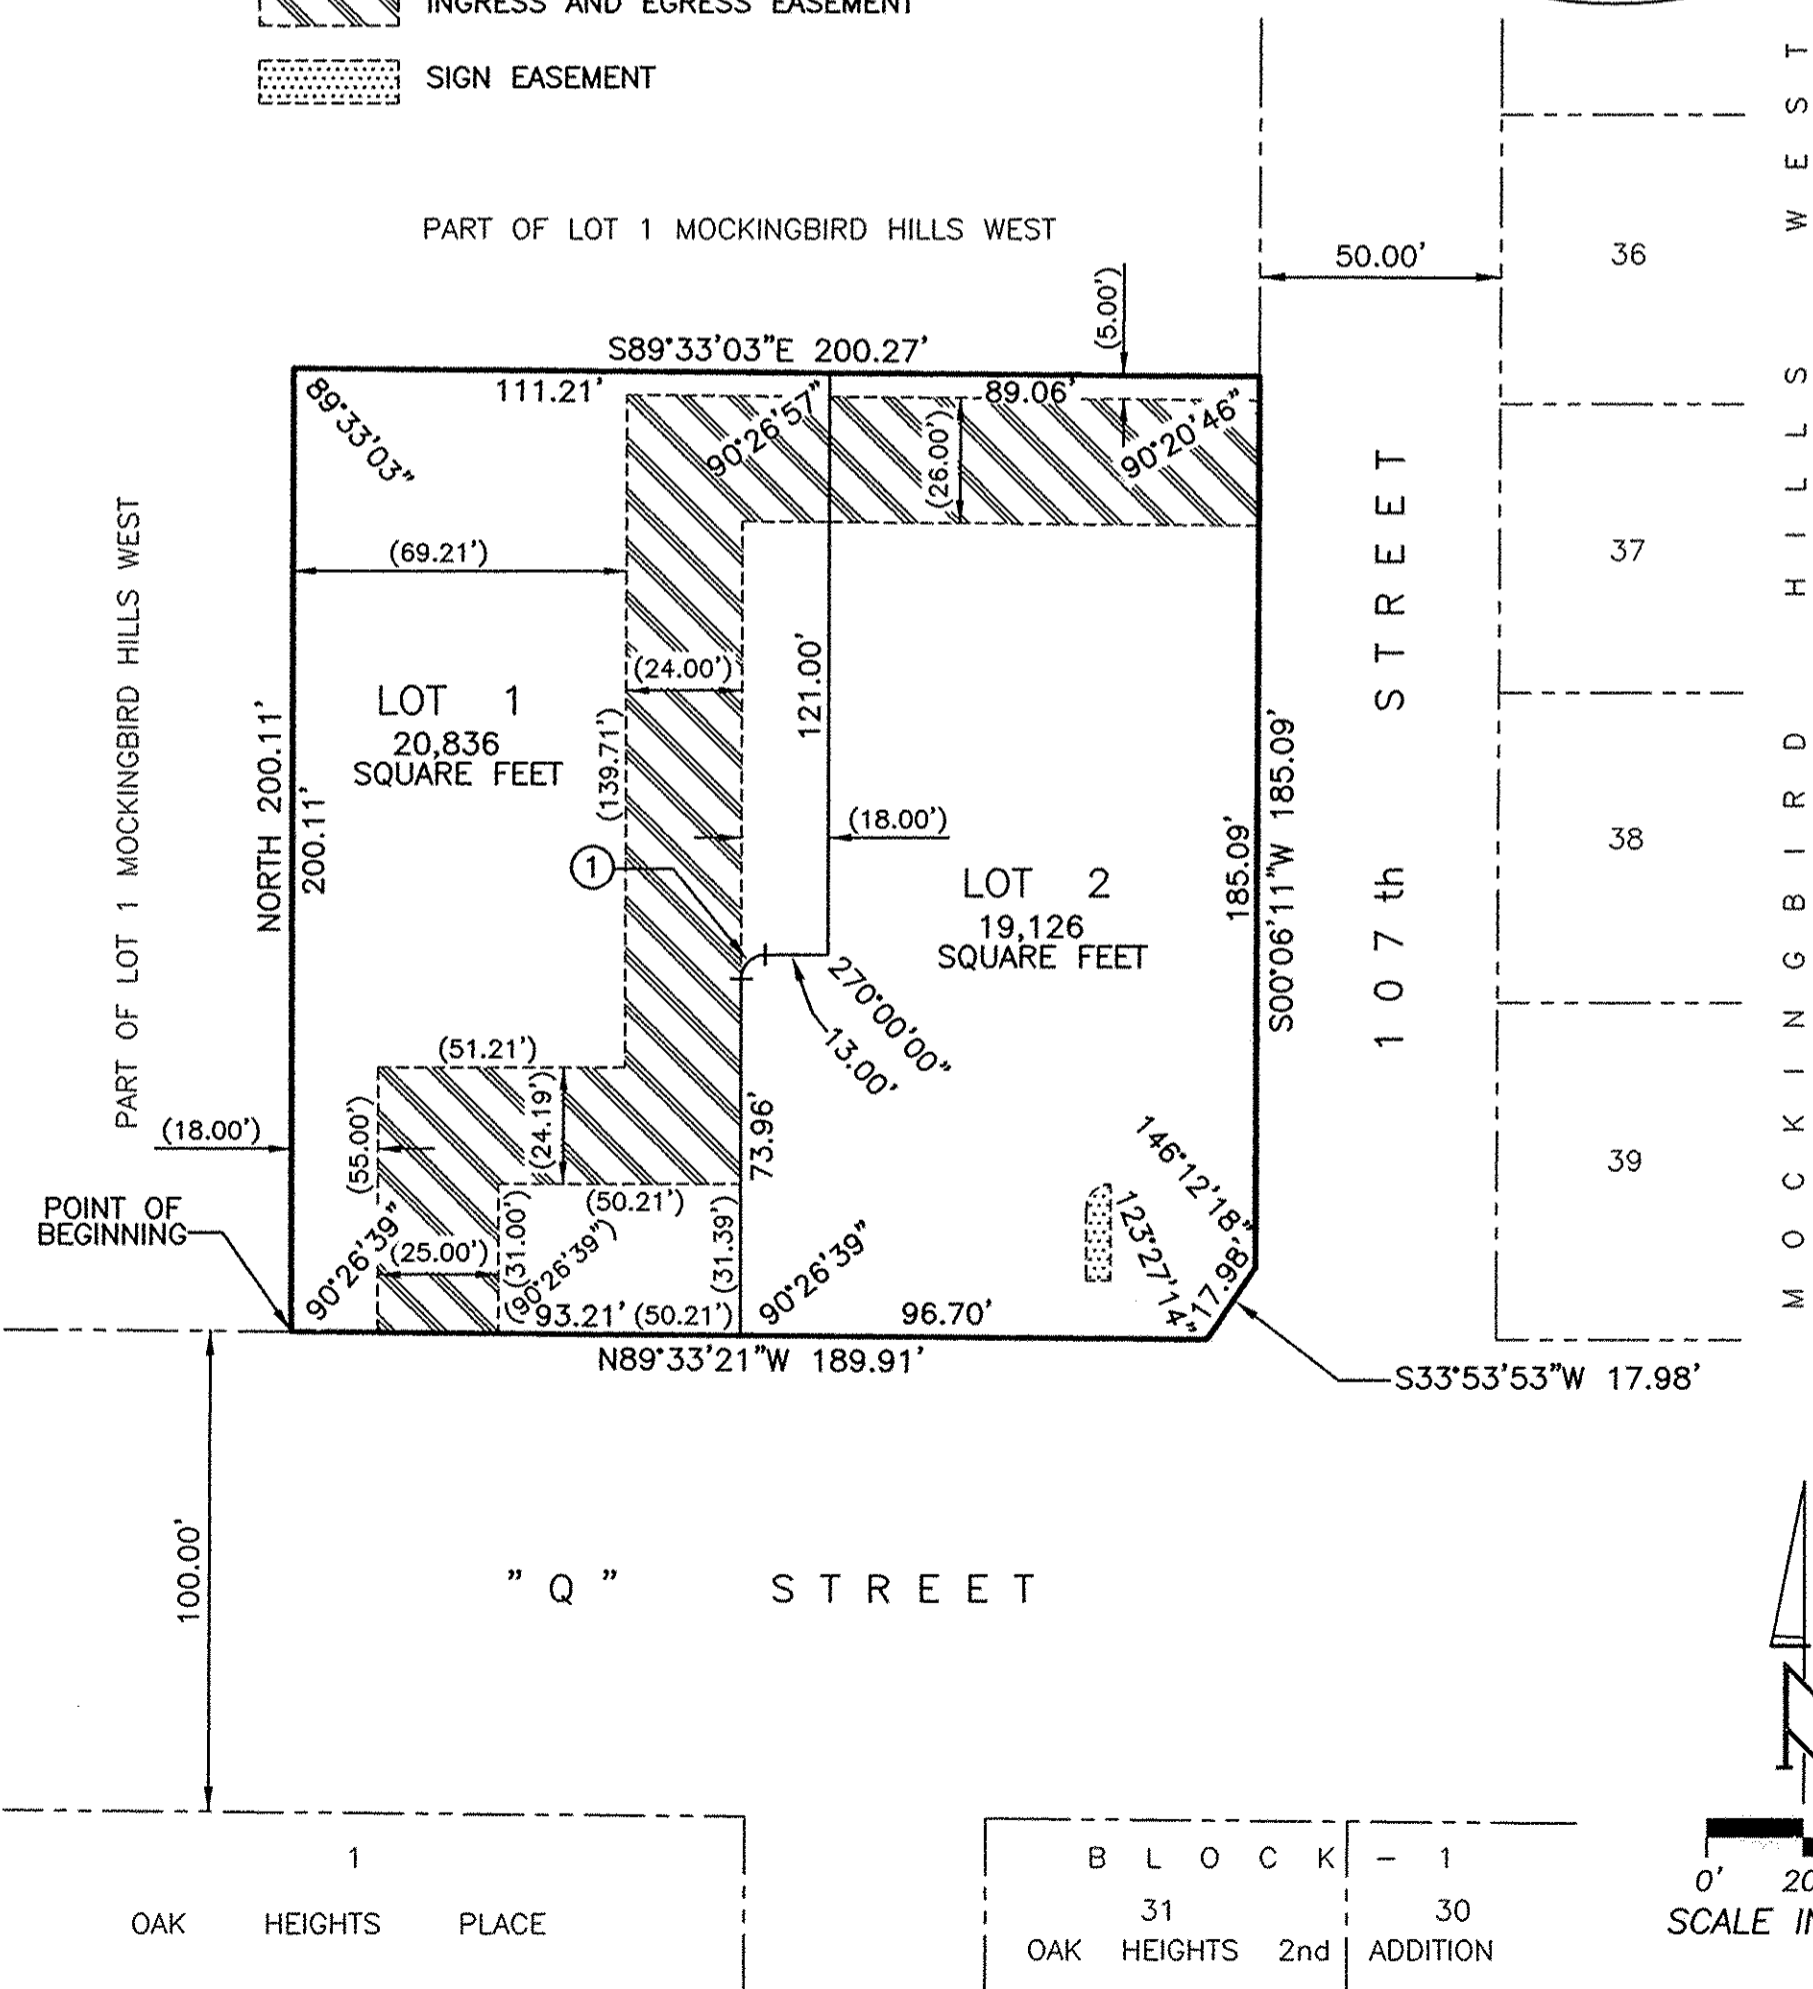 INGRESS AND EGRESS EASEMENT
SIGN EASEMENT
PART OF LOT 1 MOCKINGBIRD HILLS WEST
50.00'
36
(5.00')
S89°33'03"E 200.27'
111.21'
89.06'
89°33'03"
90°26'57"
90°20'46"
(26.00')
(69.21')
37
PART OF LOT 1 MOCKINGBIRD HILLS WEST
(24.00')
121.00'
LOT 1
20,836
SQUARE FEET
(139.71')
NORTH 200.11'
200.11'
(18.00')
1
LOT 2
19,126
SQUARE FEET
185.09'
S00°06'11"W 185.09'
107th STREET
38
MOCKINGBIRD HILLS WEST
270°00'00"
13.00'
(51.21')
(24.19')
(55.00')
(18.00')
73.96'
146°12'18"
39
POINT OF
BEGINNING
(50.21')
(31.00')
(31.39')
90°26'39"
(25.00')
(90°26'39")
90°26'39"
123°27'14"
17.98'
93.21'
(50.21')
96.70'
N89°33'21"W 189.91'
S33°53'53"W 17.98'
100.00'
"Q" STREET
1
OAK HEIGHTS PLACE
BLOCK - 1
31
30
OAK HEIGHTS 2nd ADDITION
0'
20
SCALE IN